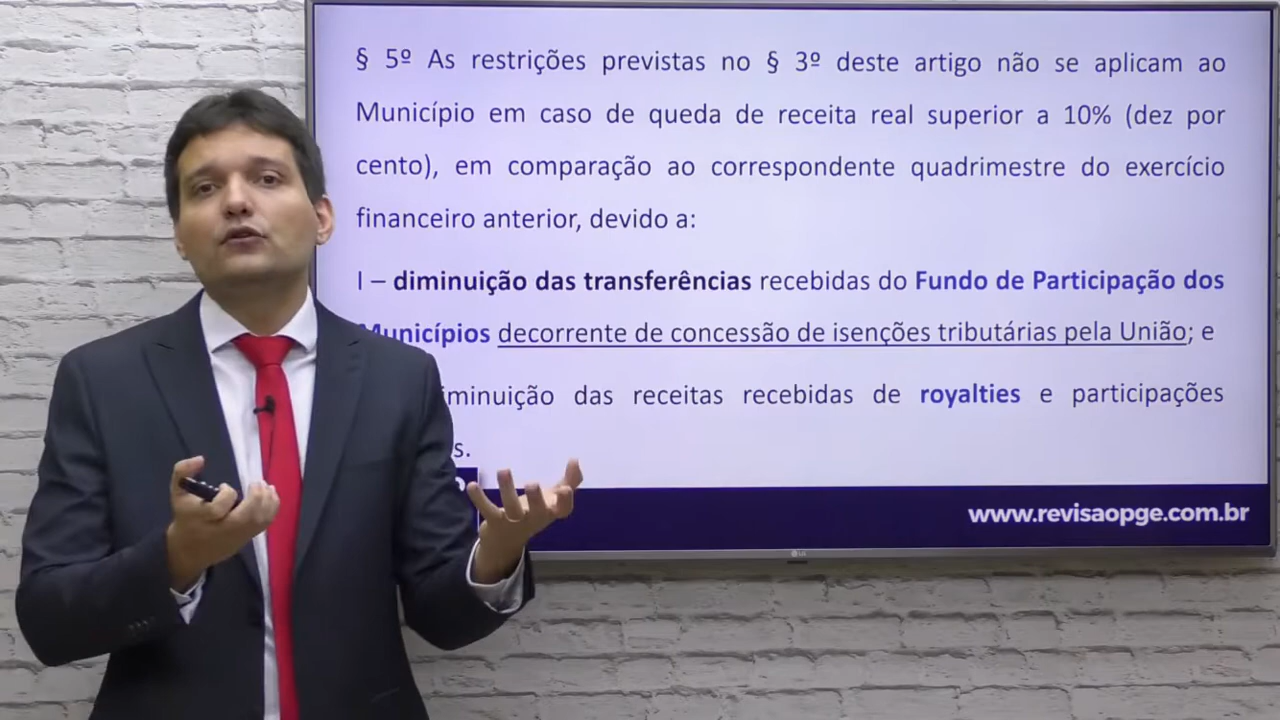 § 5º As restrições previstas no § 3º deste artigo não se aplicam ao
Município em caso de queda de receita real superior a 10% (dez por
cento), em comparação ao correspondente quadrimestre do exercício
financeiro anterior, devido a:
I – diminuição das transferências recebidas do Fundo de Participação dos
Municípios decorrente de concessão de isenções tributárias pela União; e
iminuição das receitas recebidas de royalties e participações
s.
www.revisaopge.com.br
LG